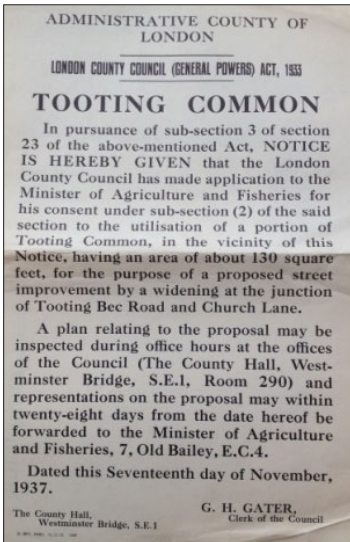 ADMINISTRATIVE COUNTY OF
LONDON
LONDON COUNTY COUNCIL (GENERAL POWERS) ACT, 1933
TOOTING COMMON
In pursuance of sub-section 3 of section
23 of the above-mentioned Act, NOTICE
IS HEREBY GIVEN that the London
County Council has made application to the
Minister of Agriculture and Fisheries for
his consent under sub-section (2) of the said
section to the utilisation of a portion of
Tooting Common, in the vicinity of this
Notice, having an area of about 130 square
feet, for the purpose of a proposed street
improvement by a widening at the junction
of Tooting Bec Road and Church Lane.
A plan relating to the proposal may be
inspected during office hours at the offices
of the Council (The County Hall, West-
minster Bridge, S.E.1, Room 290) and
representations on the proposal may within
twenty-eight days from the date hereof be
forwarded to the Minister of Agriculture
and Fisheries, 7, Old Bailey, E.C.4.
Dated this Seventeenth day of November,
1937.
G. H. GATER,
Clerk of the Council
The County Hall,
Westminster Bridge, S.E.1